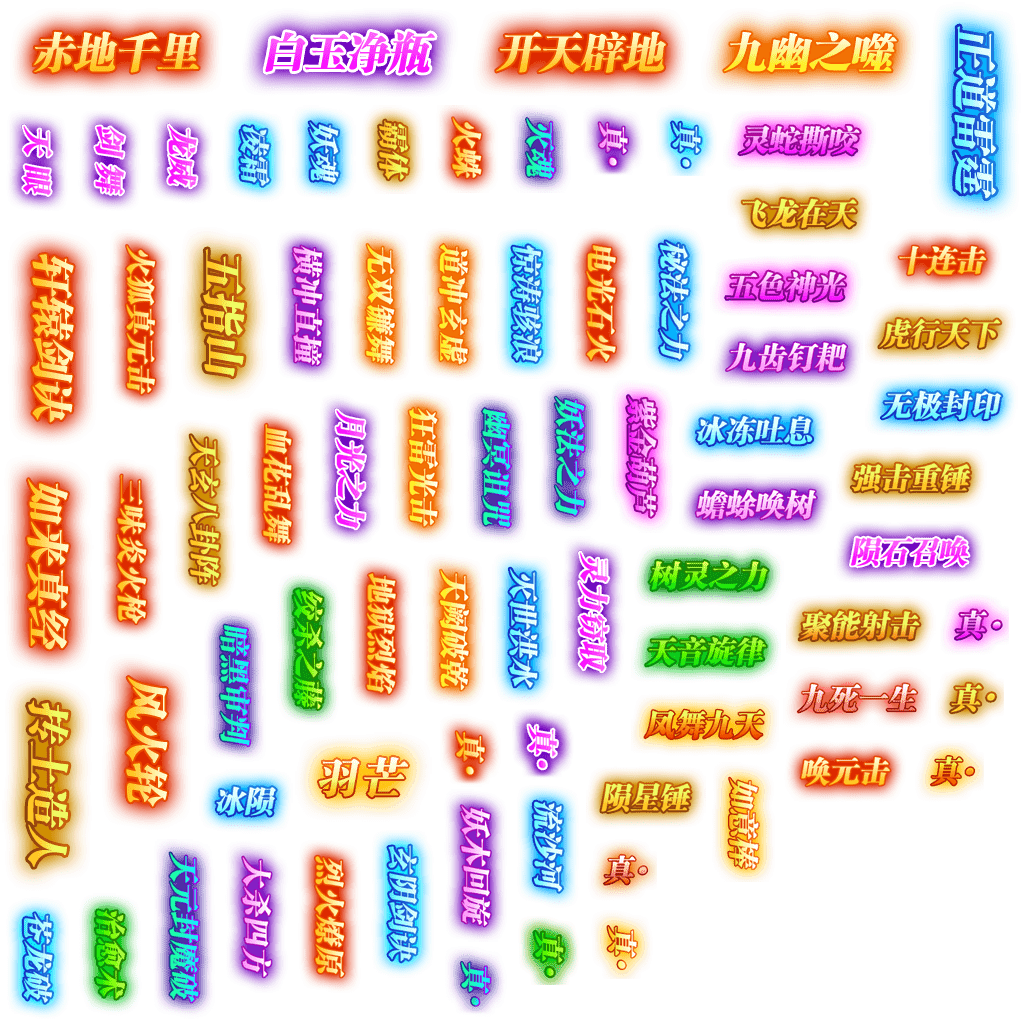 赤地千里
白玉净瓶
开天辟地
九幽之噬
正道雷霆
天眼
剑舞
龙威
凌霜
妖魂
霸体
火蛛
灭魂
真·
真·
灵蛇撕咬
飞龙在天
轩辕剑诀
火狐真元击
五指山
横冲直撞
无双镰舞
道冲玄虚
惊涛骇浪
电光石火
秘法之力
五色神光
十连击
虎行天下
九齿钉耙
无极封印
冰冻吐息
天玄八卦阵
血花乱舞
月光之力
狂雷光击
幽冥诅咒
妖法之力
紫金葫芦
强击重锤
蟾蜍唤树
如来真经
三昧炎火枪
陨石召唤
树灵之力
暗黑审判
绞杀之藤
地狱烈焰
天阙破乾
灭世洪水
灵力窃取
聚能射击
真·
天音旋律
抟土造人
风火轮
九死一生
真·
凤舞九天
真·
真·
羽芒
唤元击
真·
冰陨
陨星锤
如意棒
妖木回旋
流沙河
天元封魔破
大杀四方
烈火燎原
玄阴剑诀
真·
苍龙破
治愈术
真·
真·
真·